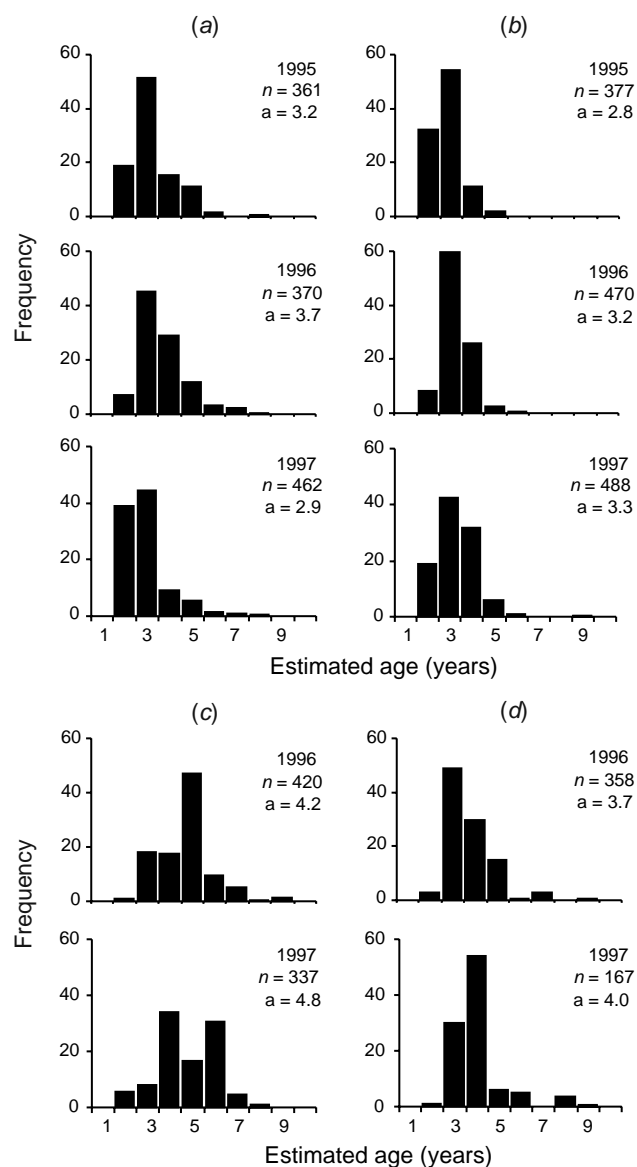 (a)
(b)
Frequency
60
40
20
0
1995
n = 361
a = 3.2
60
40
20
0
1995
n = 377
a = 2.8
60
40
20
0
1996
n = 370
a = 3.7
60
40
20
0
1996
n = 470
a = 3.2
60
40
20
0
1997
n = 462
a = 2.9
1 3 5 7 9
60
40
20
0
1997
n = 488
a = 3.3
1 3 5 7 9
Estimated age (years)
(c)
(d)
Frequency
60
40
20
0
1996
n = 420
a = 4.2
60
40
20
0
1996
n = 358
a = 3.7
60
40
20
0
1997
n = 337
a = 4.8
1 3 5 7 9
60
40
20
0
1997
n = 167
a = 4.0
1 3 5 7 9
Estimated age (years)